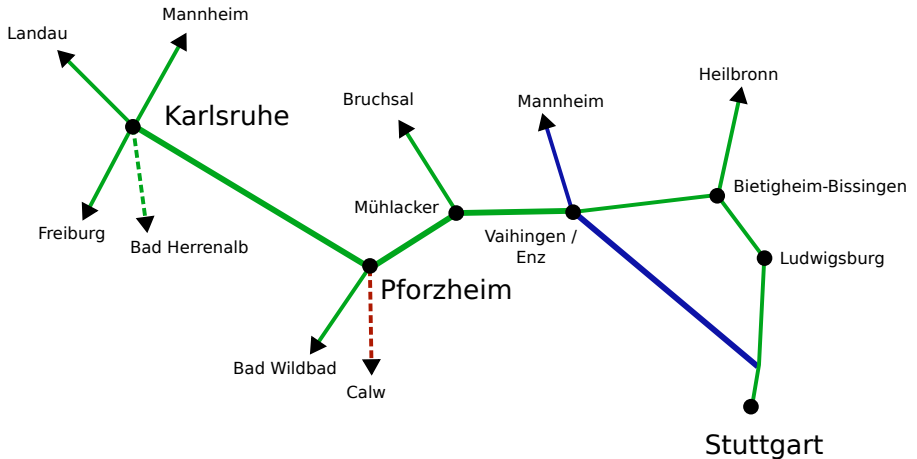 Mannheim
Landau
Karlsruhe
Freiburg
Bad Herrenalb
Bruchsal
Mühlacker
Mannheim
Vaihingen /
Enz
Heilbronn
Bietigheim-Bissingen
Ludwigsburg
Pforzheim
Bad Wildbad
Calw
Stuttgart